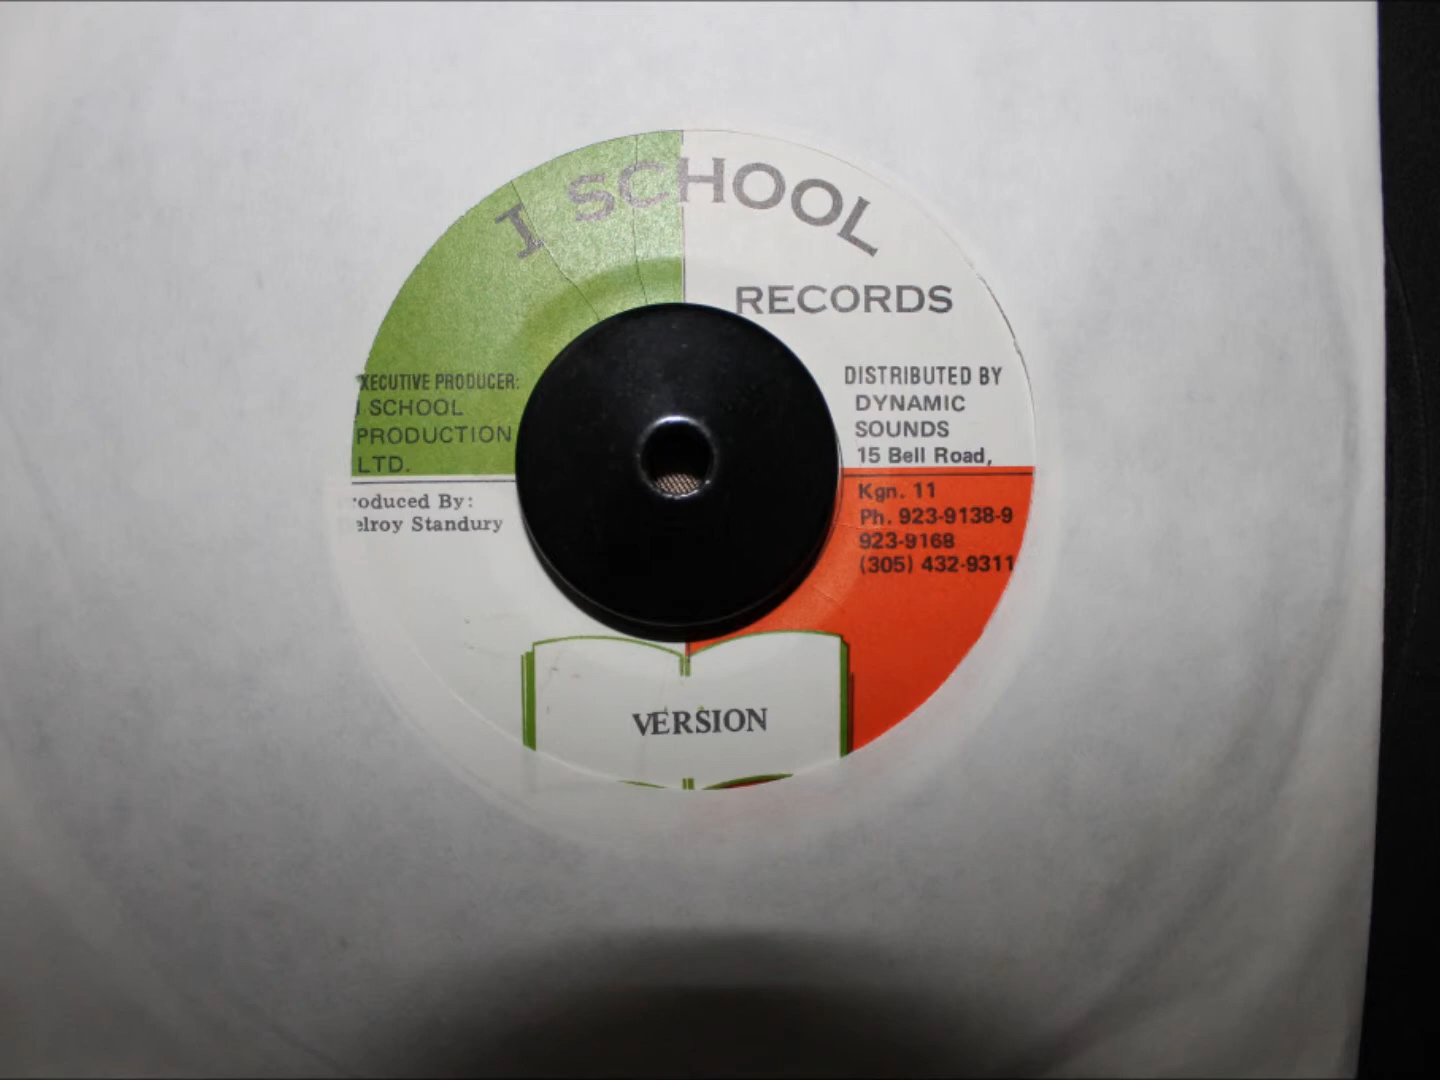 I SCHOOL
RECORDS
XECUTIVE PRODUCER:
I SCHOOL
PRODUCTION
LTD.
roduced By:
elroy Standury
DISTRIBUTED BY
DYNAMIC
SOUNDS
15 Bell Road,
Kgn. 11
Ph. 923-9138-9
923-9168
(305) 432-9311
VERSION